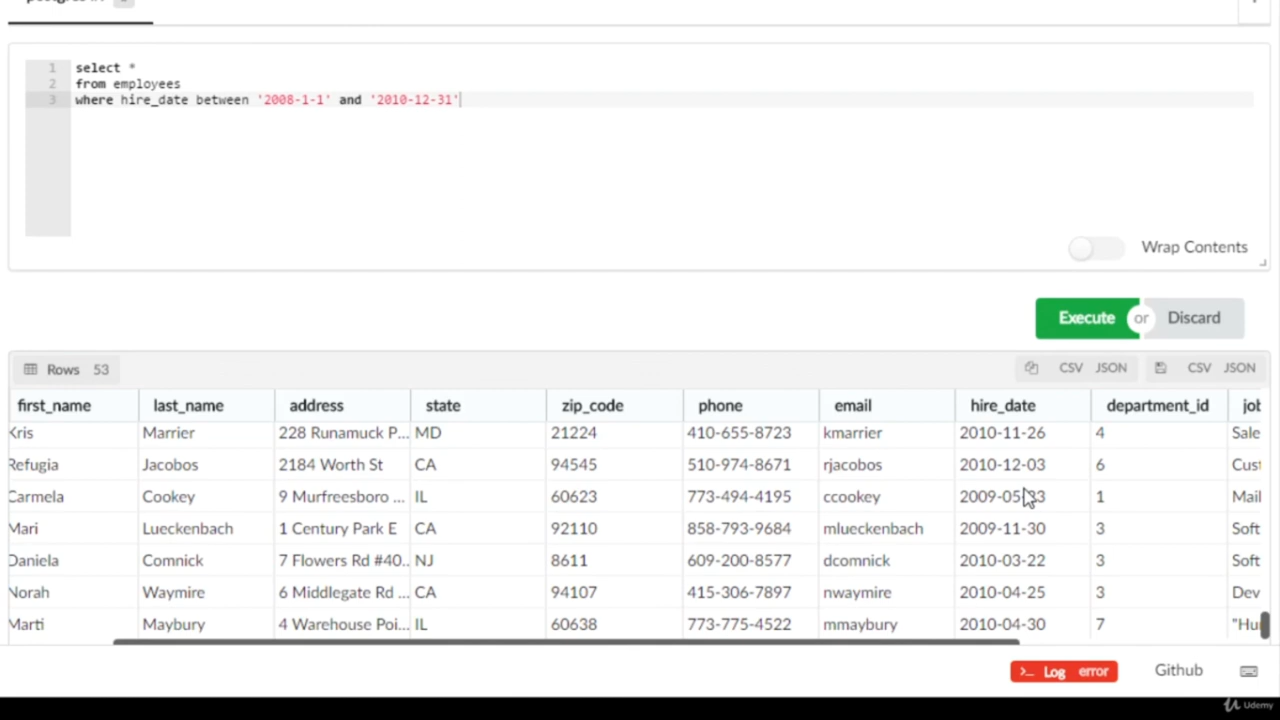 1 select *
2 from employees
3 where hire_date between '2008-1-1' and '2010-12-31'
Wrap Contents
Execute or Discard
Rows 53 CSV JSON CSV JSON
first_name last_name address state zip_code phone email hire_date department_id job
Kris Marrier 228 Runamuck P... MD 21224 410-655-8723 kmarrier 2010-11-26 4 Sale
Refugia Jacobos 2184 Worth St CA 94545 510-974-8671 rjacobos 2010-12-03 6 Cust
Carmela Cookey 9 Murfreesboro ... IL 60623 773-494-4195 ccookey 1 Mail
Mari Lueckenbach 1 Century Park E CA 92110 858-793-9684 mlueckenbach 2009-11-30 3 Soft
Daniela Comnick 7 Flowers Rd #40... NJ 8611 609-200-8577 dcomnick 2010-03-22 3 Soft
Norah Waymire 6 Middlegate Rd ... CA 94107 415-306-7897 nwaymire 2010-04-25 3 Dev
Marti Maybury 4 Warehouse Poi... IL 60638 773-775-4522 mmaybury 2010-04-30 7 "Hu
>_ Log error Github
Udemy